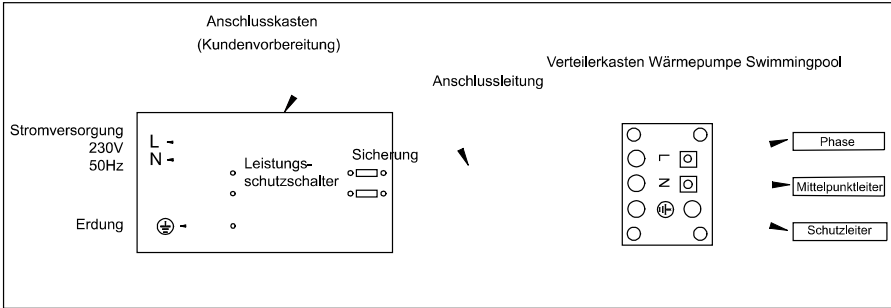 Anschlusskasten
(Kundenvorbereitung)
Anschlussleitung
Verteilerkasten Wärmepumpe Swimmingpool
Stromversorgung
230V
50Hz
L
N
Leistungs-
schutzschalter
Sicherung
Erdung
L
N
Phase
Mittelpunktleiter
Schutzleiter